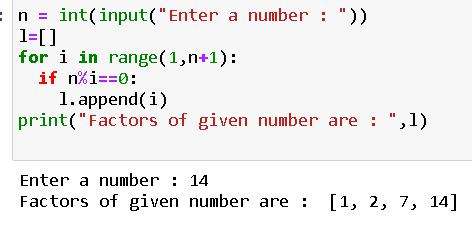 n = int(input("Enter a number : "))
l=[]
for i in range(1,n+1):
  if n%i==0:
    l.append(i)
print("Factors of given number are : ",l)
Enter a number : 14
Factors of given number are :  [1, 2, 7, 14]